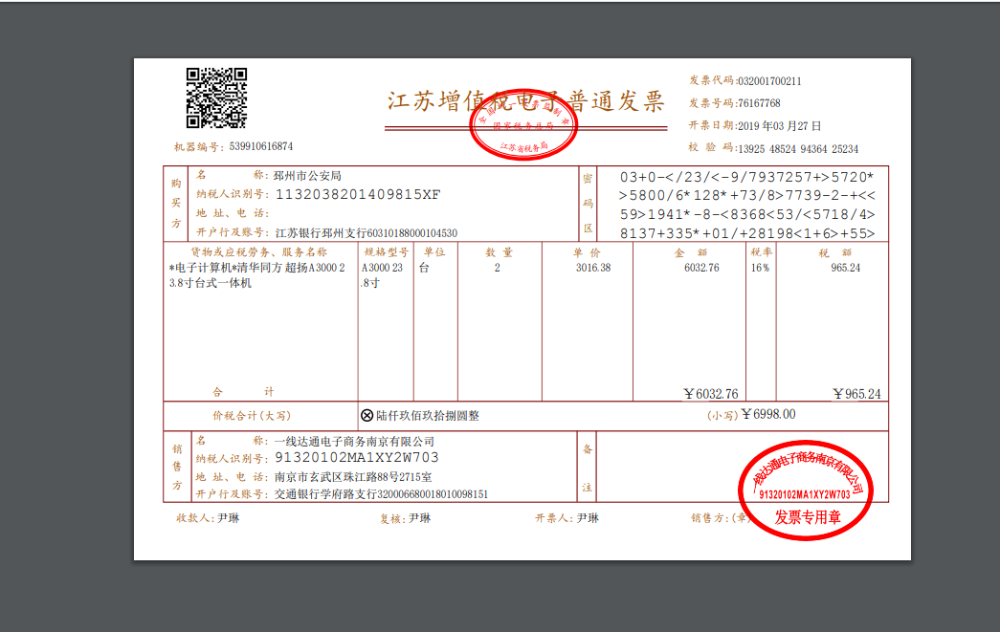 江苏增值税电子普通发票
全国统一发票监制章
国家税务总局
江苏省税务局
机器编号: 539910616874
发票代码:032001700211
发票号码:76167768
开票日期:2019 年03 月27 日
校 验 码:13925 48524 94364 25234
购买方
名 称: 邳州市公安局
纳税人识别号: 1132038201409815XF
地 址、电 话:
开户行及账号: 江苏银行邳州支行60310188000104530
密码区
03+0-</23/<-9/7937257+>5720*
>5800/6*128*+73/8>7739-2-+<<
59>1941*-8-<8368<53/<5718/4>
8137+335*+01/+28198<1+6>+55>
货物或应税劳务、服务名称 规格型号 单位 数 量 单 价 金 额 税率 税 额
*电子计算机*清华同方 超扬A3000 2 A3000 23 台 2 3016.38 6032.76 16% 965.24
3.8寸台式一体机 .8寸
合 计 ￥6032.76 ￥965.24
价税合计(大写) ⊗陆仟玖佰玖拾捌圆整 (小写)￥6998.00
销售方
名 称: 一线达通电子商务南京有限公司
纳税人识别号: 91320102MA1XY2W703
地 址、电 话: 南京市玄武区珠江路88号2715室
开户行及账号: 交通银行学府路支行320006680018010098151
备注
收款人: 尹琳 复核: 尹琳 开票人: 尹琳 销售方:(章)
一线达通电子商务南京有限公司
91320102MA1XY2W703
发票专用章